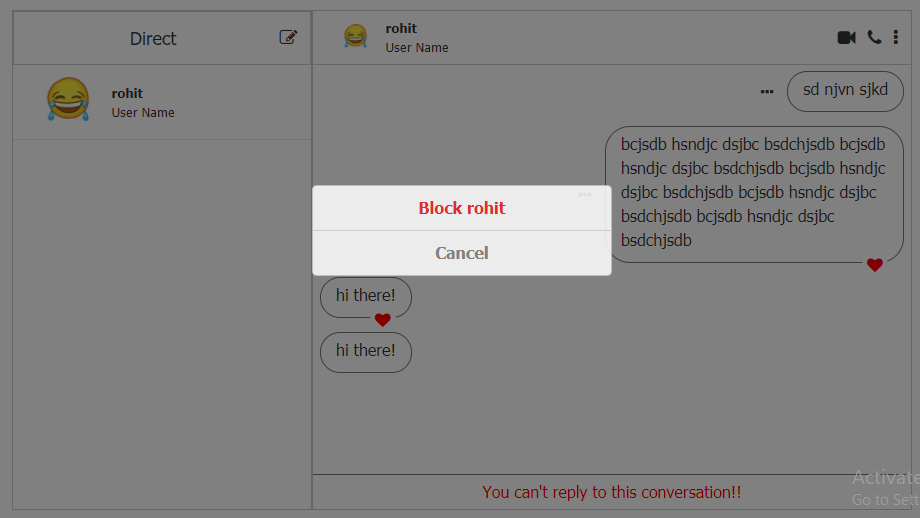 Direct
rohit
User Name
rohit
User Name
sd njvn sjkd
bcjsdb hsndjc dsjbc bsdchjsdb bcjsdb
hsndjc dsjbc bsdchjsdb bcjsdb hsndjc
dsjbc bsdchjsdb bcjsdb hsndjc dsjbc
bsdchjsdb bcjsdb hsndjc dsjbc
bsdchjsdb
Block rohit
Cancel
hi there!
hi there!
You can't reply to this conversation!!
Activate
Go to Sett